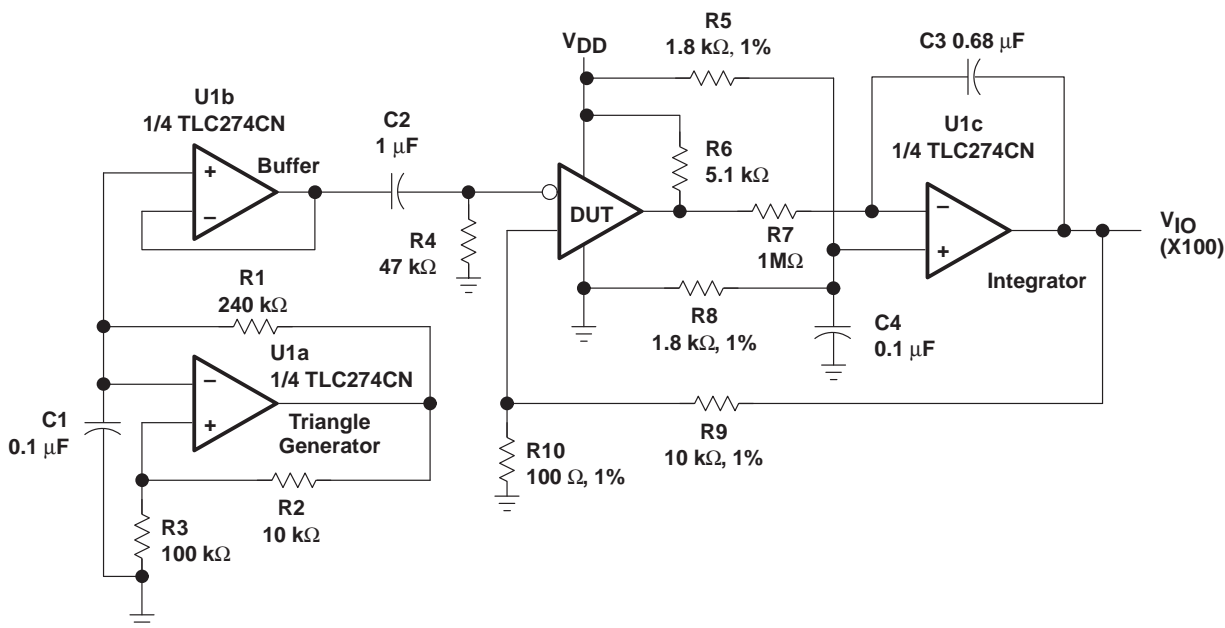 R5
1.8 kΩ, 1%
VDD
C3 0.68 μF
U1b
1/4 TLC274CN
C2
1 μF
Buffer
+
−
R6
5.1 kΩ
U1c
1/4 TLC274CN
DUT
−
+
R4
47 kΩ
R7
1MΩ
VIO
(X100)
Integrator
R1
240 kΩ
R8
1.8 kΩ, 1%
C4
0.1 μF
U1a
1/4 TLC274CN
−
+
C1
0.1 μF
Triangle
Generator
R9
10 kΩ, 1%
R10
100 Ω, 1%
R2
10 kΩ
R3
100 kΩ